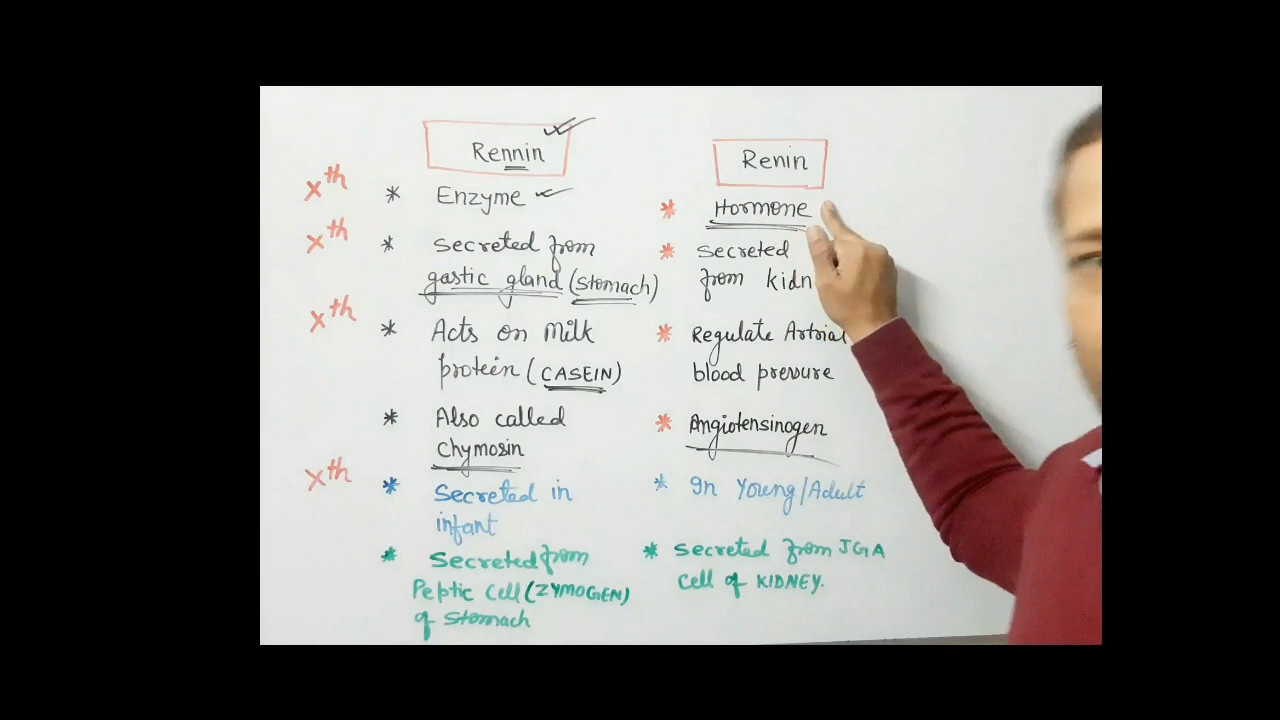 Rennin
Xth * Enzyme
Xth * Secreted from
gastic gland (Stomach)
Xth * Acts on Milk
protein (CASEIN)
* Also called
Chymosin
Xth * Secreted in
infant
* Secreted from
Peptic Cell (ZYMOGEN)
of Stomach
Renin
* Hormone
* Secreted
from kidn
* Regulate Artrial
blood pressure
* Angiotensinogen
* In Young/Adult
* Secreted from JGA
Cell of KIDNEY.